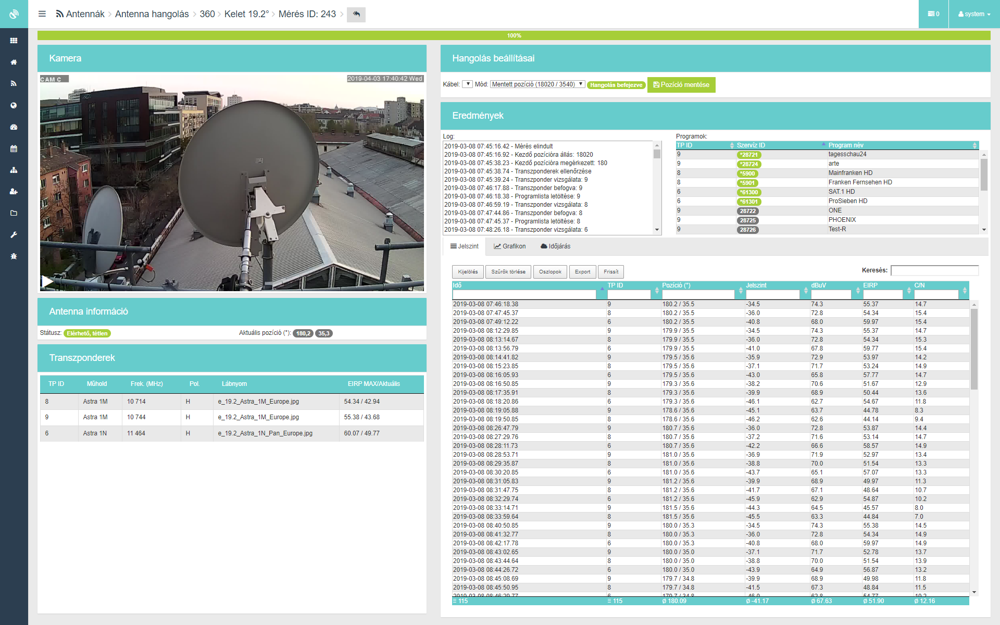 Antennák > Antenna hangolás > 360 > Kelet 19.2° > Mérés ID: 243 >
0
system
100%
Kamera
CAM C
2019-04-03 17:40:42 Wed
Antenna információ
Státusz: Elérhető, tétlen
Aktuális pozíció (°): 180,2 35,3
Transzponderek
TP ID Műhold Frek. (MHz) Pol. Lábnyom EIRP MAX/Aktuális
8 Astra 1M 10 714 H e_19.2_Astra_1M_Europe.jpg 54.34 / 42.94
9 Astra 1M 10 744 H e_19.2_Astra_1M_Europe.jpg 55.38 / 43.68
6 Astra 1N 11 464 H e_19.2_Astra_1N_Pan_Europe.jpg 60.07 / 49.77
Hangolás beállításai
Kábel: Mód: Mentett pozíció (18020 / 3540) Hangolás befejezve Pozíció mentése
Eredmények
Log:
2019-03-08 07:45:16.42 - Mérés elindult
2019-03-08 07:45:16.92 - Kezdő pozícióra állás: 18020
2019-03-08 07:45:38.23 - Kezdő pozícióra megérkezett: 180
2019-03-08 07:45:38.74 - Transzponderek ellenőrzése
2019-03-08 07:45:39.24 - Transzponder vizsgálata: 9
2019-03-08 07:46:17.88 - Transzponder befogva: 9
2019-03-08 07:46:18.38 - Programlista letöltése: 9
2019-03-08 07:46:59.19 - Transzponder vizsgálata: 8
2019-03-08 07:47:44.86 - Transzponder befogva: 8
2019-03-08 07:47:45.37 - Programlista letöltése: 8
2019-03-08 07:48:26.18 - Transzponder vizsgálata: 6
Programok:
TP ID Szervíz ID Program név
9 *28721 tagesschau24
9 *28724 arte
8 *5900 Mainfranken HD
8 *5901 Franken Fernsehen HD
6 *61300 SAT.1 HD
6 *61301 ProSieben HD
9 28722 ONE
9 28725 PHOENIX
9 28726 Test-R
Jelszint Grafikon Időjárás
Kijelölés Szűrők törlése Oszlopok Export Frissít
Keresés:
Idő TP ID Pozíció (°) Jelszint dBuV EIRP C/N
2019-03-08 07:46:18.38 9 180.2 / 35.5 -34.5 74.3 55.37 14.7
2019-03-08 07:47:45.37 8 180.2 / 35.5 -36.0 72.8 54.34 15.4
2019-03-08 07:49:12.22 6 180.2 / 35.5 -40.8 68.0 59.97 15.4
2019-03-08 08:12:29.85 9 179.9 / 35.5 -34.5 74.3 55.37 14.7
2019-03-08 08:13:14.67 8 179.9 / 35.5 -36.0 72.8 54.34 15.3
2019-03-08 08:13:56.79 6 179.9 / 35.5 -41.0 67.8 59.77 15.4
2019-03-08 08:14:41.82 9 179.5 / 35.6 -35.9 72.9 53.97 14.2
2019-03-08 08:15:23.85 8 179.5 / 35.6 -37.1 71.7 53.24 14.9
2019-03-08 08:16:05.93 6 179.5 / 35.6 -43.0 65.8 57.77 14.7
2019-03-08 08:16:50.85 9 179.3 / 35.6 -38.2 70.6 51.67 12.9
2019-03-08 08:17:35.91 8 179.3 / 35.6 -39.9 68.9 50.44 13.6
2019-03-08 08:18:20.86 6 179.3 / 35.6 -46.1 62.7 54.67 11.8
2019-03-08 08:19:05.88 9 178.6 / 35.6 -45.1 63.7 44.78 8.3
2019-03-08 08:19:50.85 8 178.6 / 35.6 -46.2 62.6 44.14 9.4
2019-03-08 08:26:47.79 9 180.7 / 35.6 -36.0 72.8 53.87 14.4
2019-03-08 08:27:29.76 8 180.7 / 35.6 -37.2 71.6 53.14 14.7
2019-03-08 08:28:11.73 6 180.7 / 35.6 -42.2 66.6 58.57 14.9
2019-03-08 08:28:53.71 9 181.0 / 35.6 -36.9 71.9 52.97 13.4
2019-03-08 08:29:35.87 8 181.0 / 35.6 -38.8 70.0 51.54 13.3
2019-03-08 08:30:20.85 6 181.0 / 35.6 -43.7 65.1 57.07 13.3
2019-03-08 08:31:05.83 9 181.2 / 35.6 -39.9 68.9 49.97 11.3
2019-03-08 08:31:47.75 8 181.2 / 35.6 -41.7 67.1 48.64 10.7
2019-03-08 08:32:29.74 6 181.2 / 35.6 -45.9 62.9 54.87 10.2
2019-03-08 08:33:14.71 9 181.5 / 35.6 -44.3 64.5 45.57 8.0
2019-03-08 08:33:59.64 8 181.5 / 35.6 -45.5 63.3 44.84 7.0
2019-03-08 08:40:50.85 9 180.0 / 35.3 -34.5 74.3 55.38 14.5
2019-03-08 08:41:32.77 8 180.0 / 35.3 -36.0 72.8 54.34 14.9
2019-03-08 08:42:17.78 6 180.0 / 35.3 -40.8 68.0 59.97 14.9
2019-03-08 08:43:02.65 9 180.0 / 35.0 -37.1 71.7 52.78 13.7
2019-03-08 08:43:44.64 8 180.0 / 35.0 -38.8 70.0 51.54 13.9
2019-03-08 08:44:26.72 6 180.0 / 35.0 -43.9 64.9 56.87 13.2
2019-03-08 08:45:08.69 9 179.7 / 34.8 -39.9 68.9 49.98 11.8
2019-03-08 08:45:50.95 8 179.7 / 34.8 -41.5 67.3 48.84 11.5
2019-03-08 08:46:29.77 6 179.7 / 34.8 -46.0 62.8 54.77 10.2
Ξ 115 Ξ 115 Ø 180.09 Ø -41.17 Ø 67.63 Ø 51.90 Ø 12.16